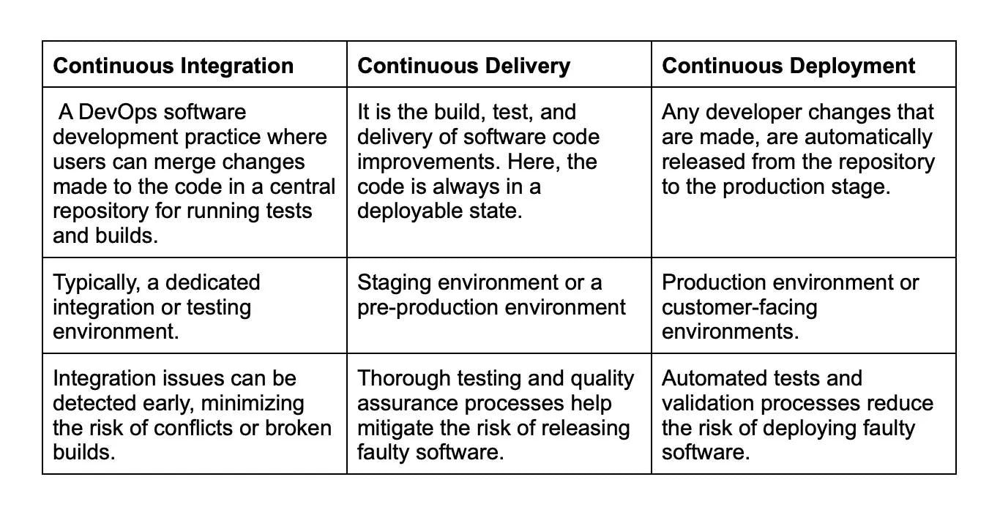 Continuous Integration
Continuous Delivery
Continuous Deployment
A DevOps software
development practice where
users can merge changes
made to the code in a central
repository for running tests
and builds.
It is the build, test, and
delivery of software code
improvements. Here, the
code is always in a
deployable state.
Any developer changes that
are made, are automatically
released from the repository
to the production stage.
Typically, a dedicated
integration or testing
environment.
Staging environment or a
pre-production environment
Production environment or
customer-facing
environments.
Integration issues can be
detected early, minimizing
the risk of conflicts or broken
builds.
Thorough testing and quality
assurance processes help
mitigate the risk of releasing
faulty software.
Automated tests and
validation processes reduce
the risk of deploying faulty
software.